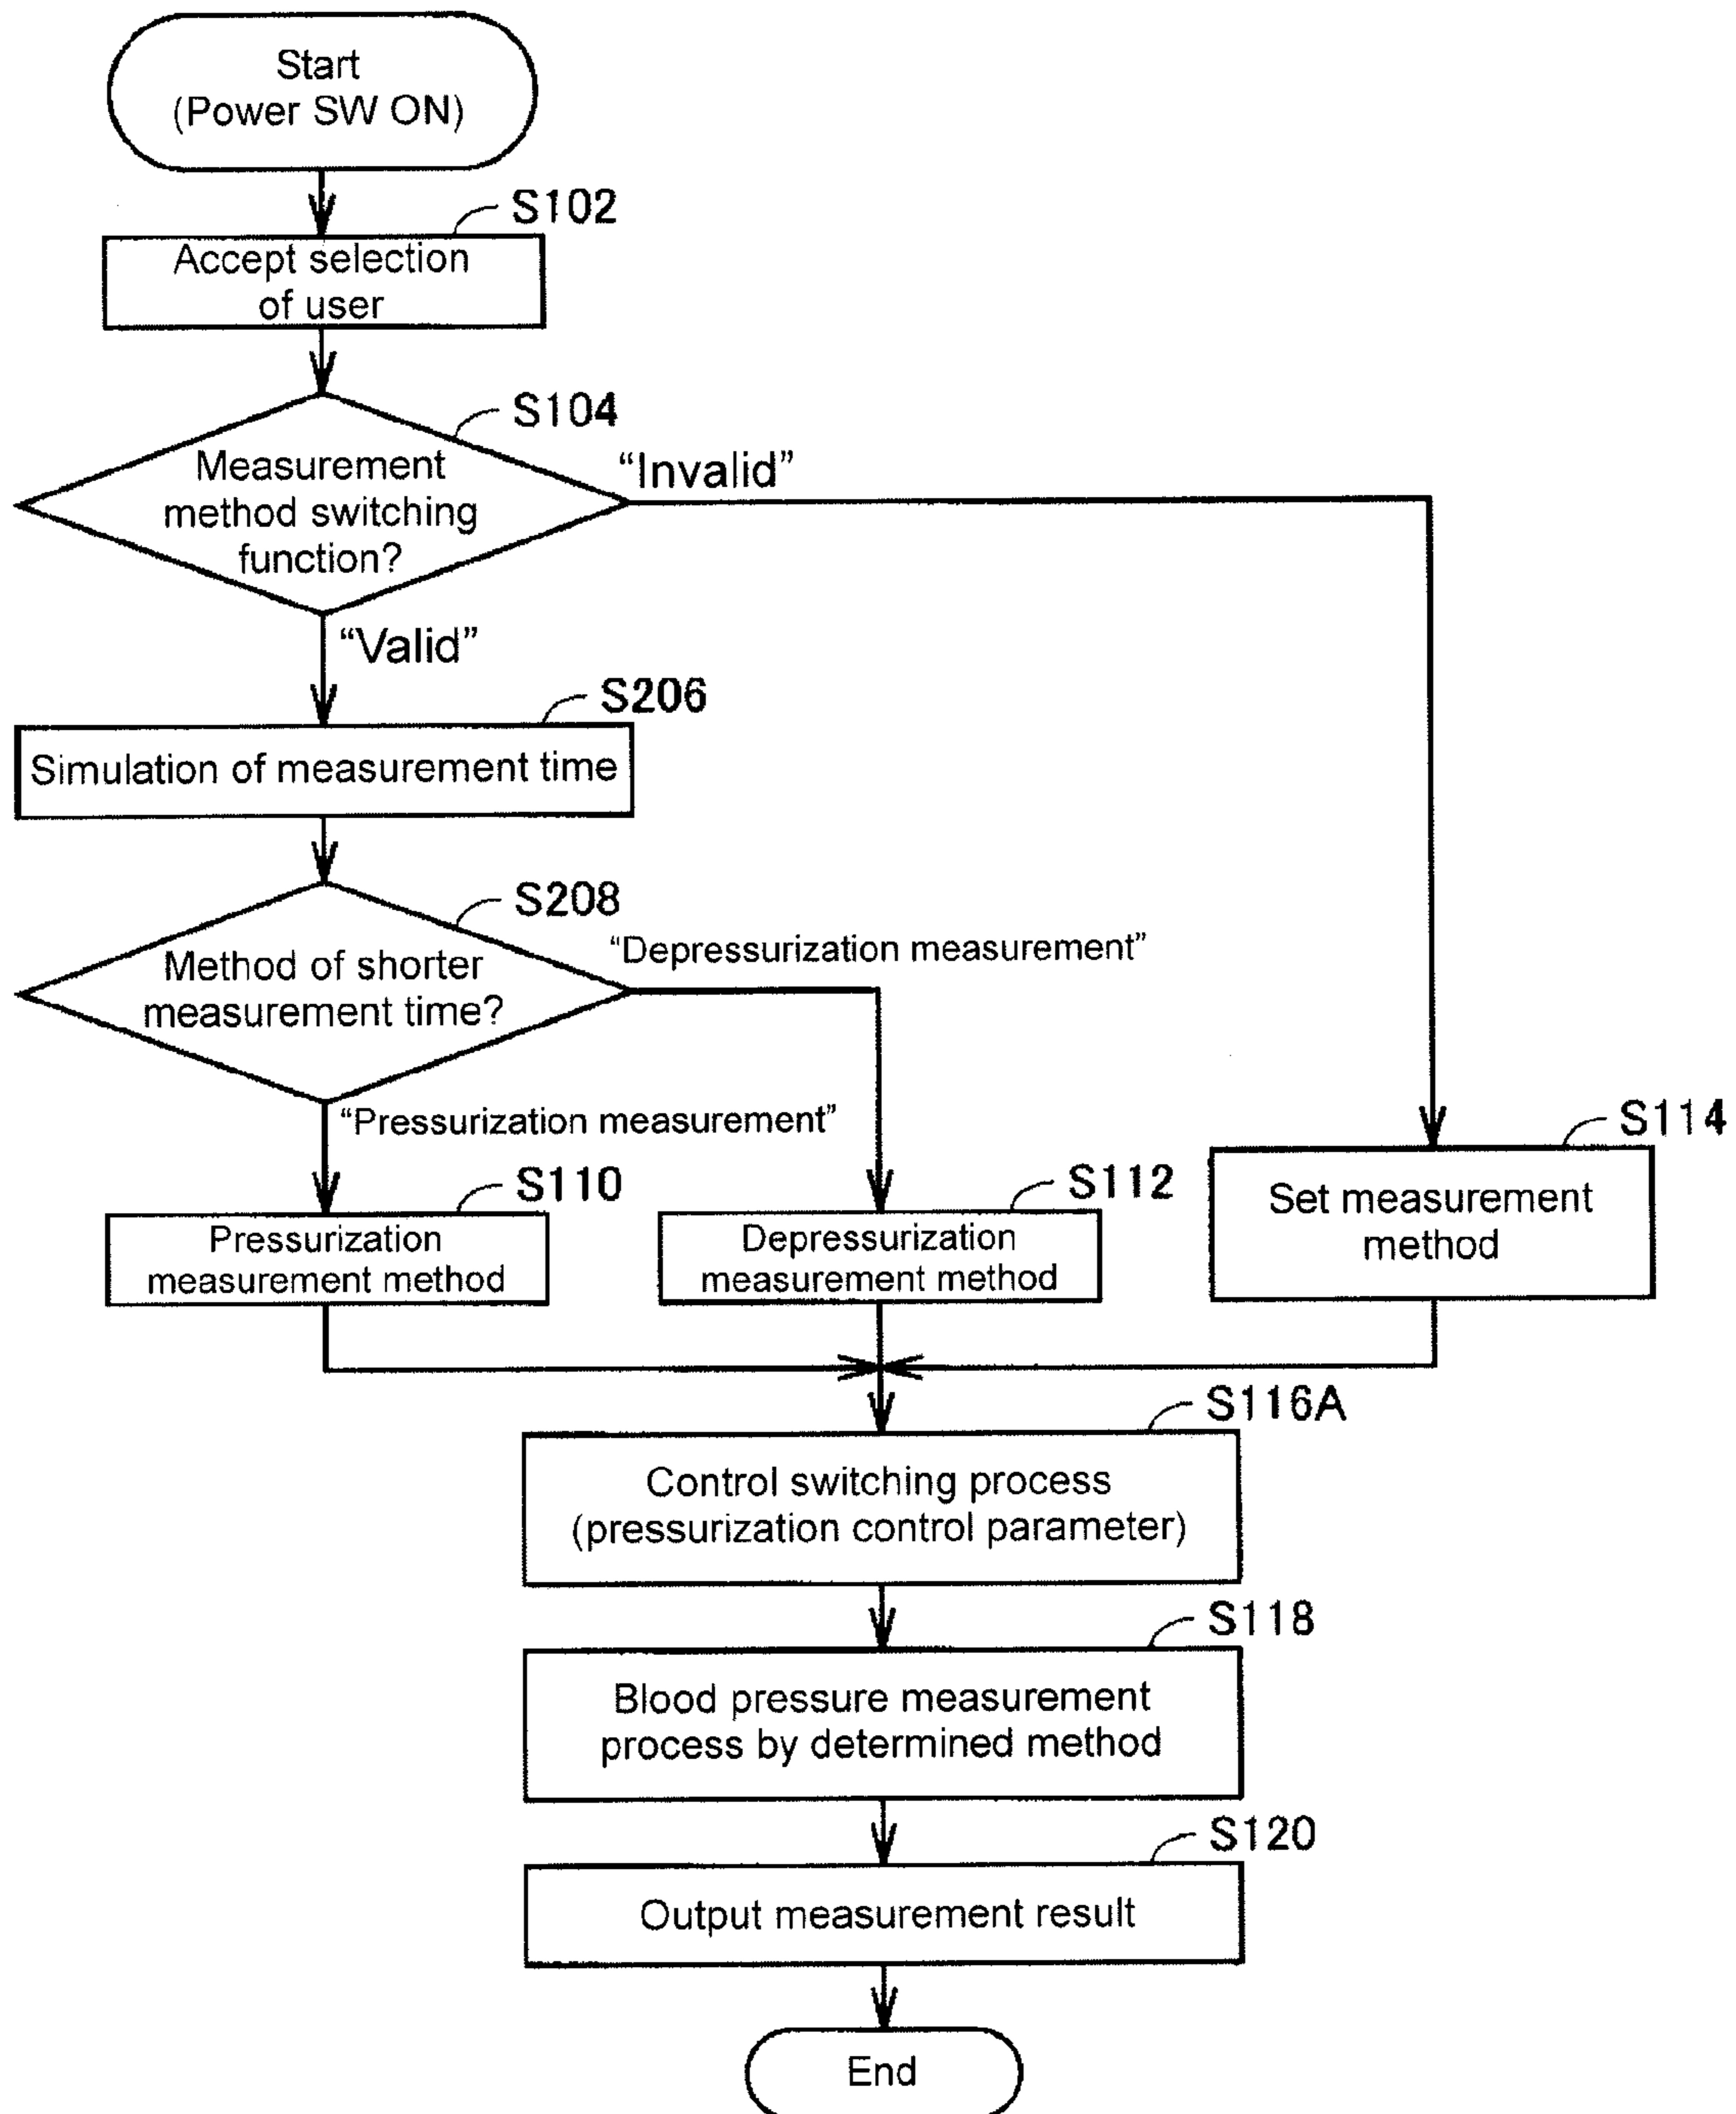 Start
(Power SW ON)
S102
Accept selection
of user
S104
Measurement
method switching
function?
“Invalid”
“Valid”
S206
Simulation of measurement time
S208
Method of shorter
measurement time?
“Depressurization measurement”
“Pressurization measurement”
S110
Pressurization
measurement method
S112
Depressurization
measurement method
S114
Set measurement
method
S116A
Control switching process
(pressurization control parameter)
S118
Blood pressure measurement
process by determined method
S120
Output measurement result
End